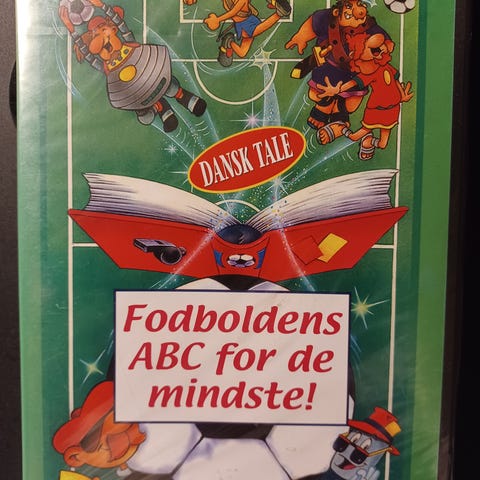 DANSK TALE
Fodboldens
ABC for de
mindste!